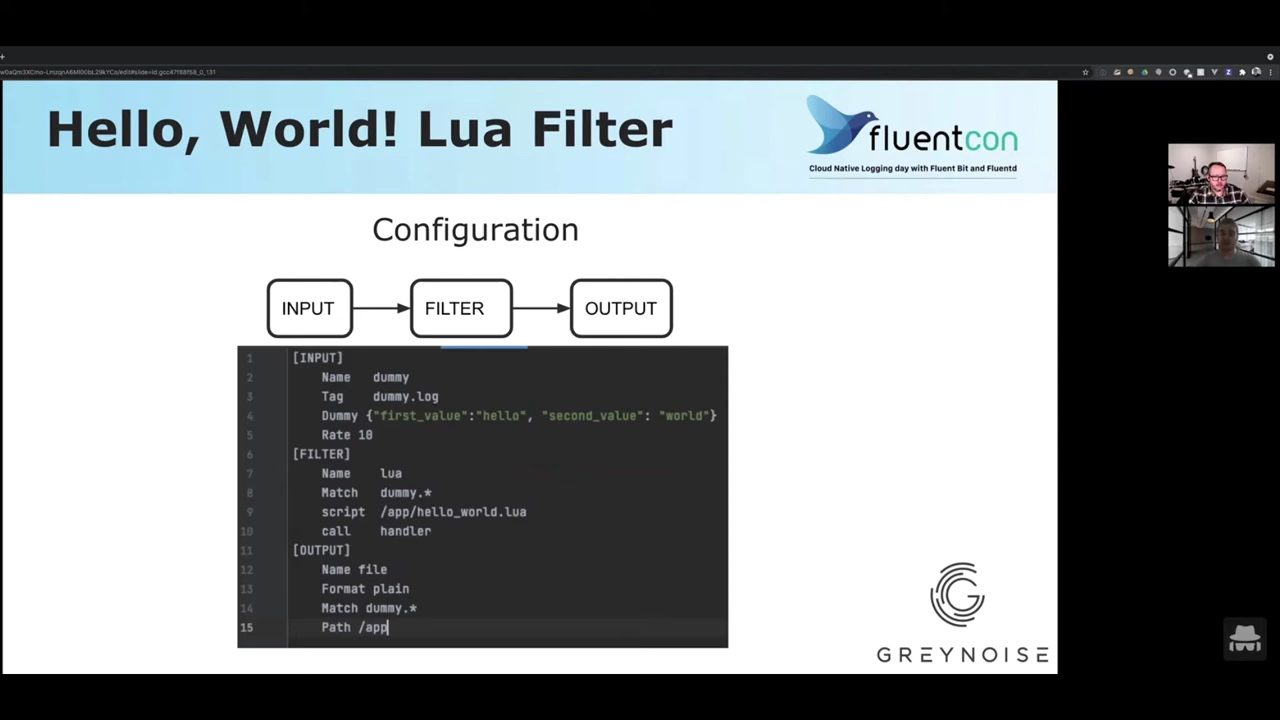 Hello, World! Lua Filter
fluentcon
Cloud Native Logging day with Fluent Bit and Fluentd
Configuration
INPUT
FILTER
OUTPUT
1 [INPUT]
2 Name dummy
3 Tag dummy.log
4 Dummy {"first_value":"hello", "second_value": "world"}
5 Rate 10
6 [FILTER]
7 Name lua
8 Match dummy.*
9 script /app/hello_world.lua
10 call handler
11 [OUTPUT]
12 Name file
13 Format plain
14 Match dummy.*
15 Path /app
GREYNOISE